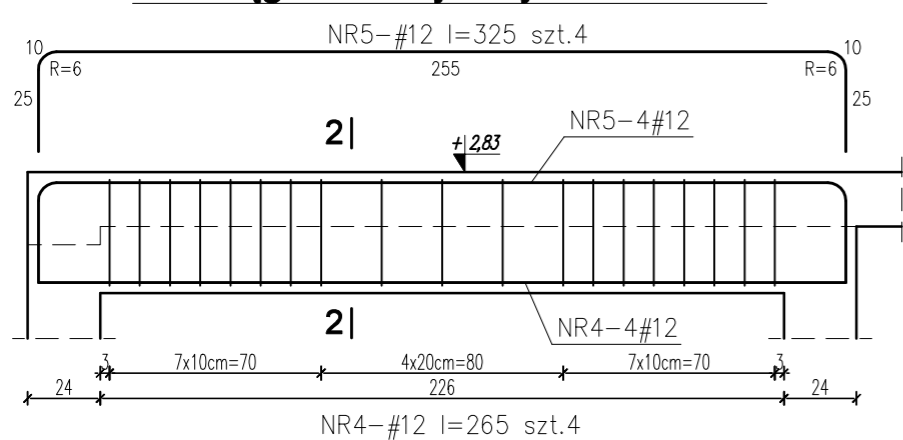 NR5-#12 l=325 szt.4
10 10
R=6 255 R=6
25 25
NR5-4#12
2|
+2,83
2|
NR4-4#12
3 7x10cm=70 4x20cm=80 7x10cm=70 3
24 226 24
NR4-#12 l=265 szt.4